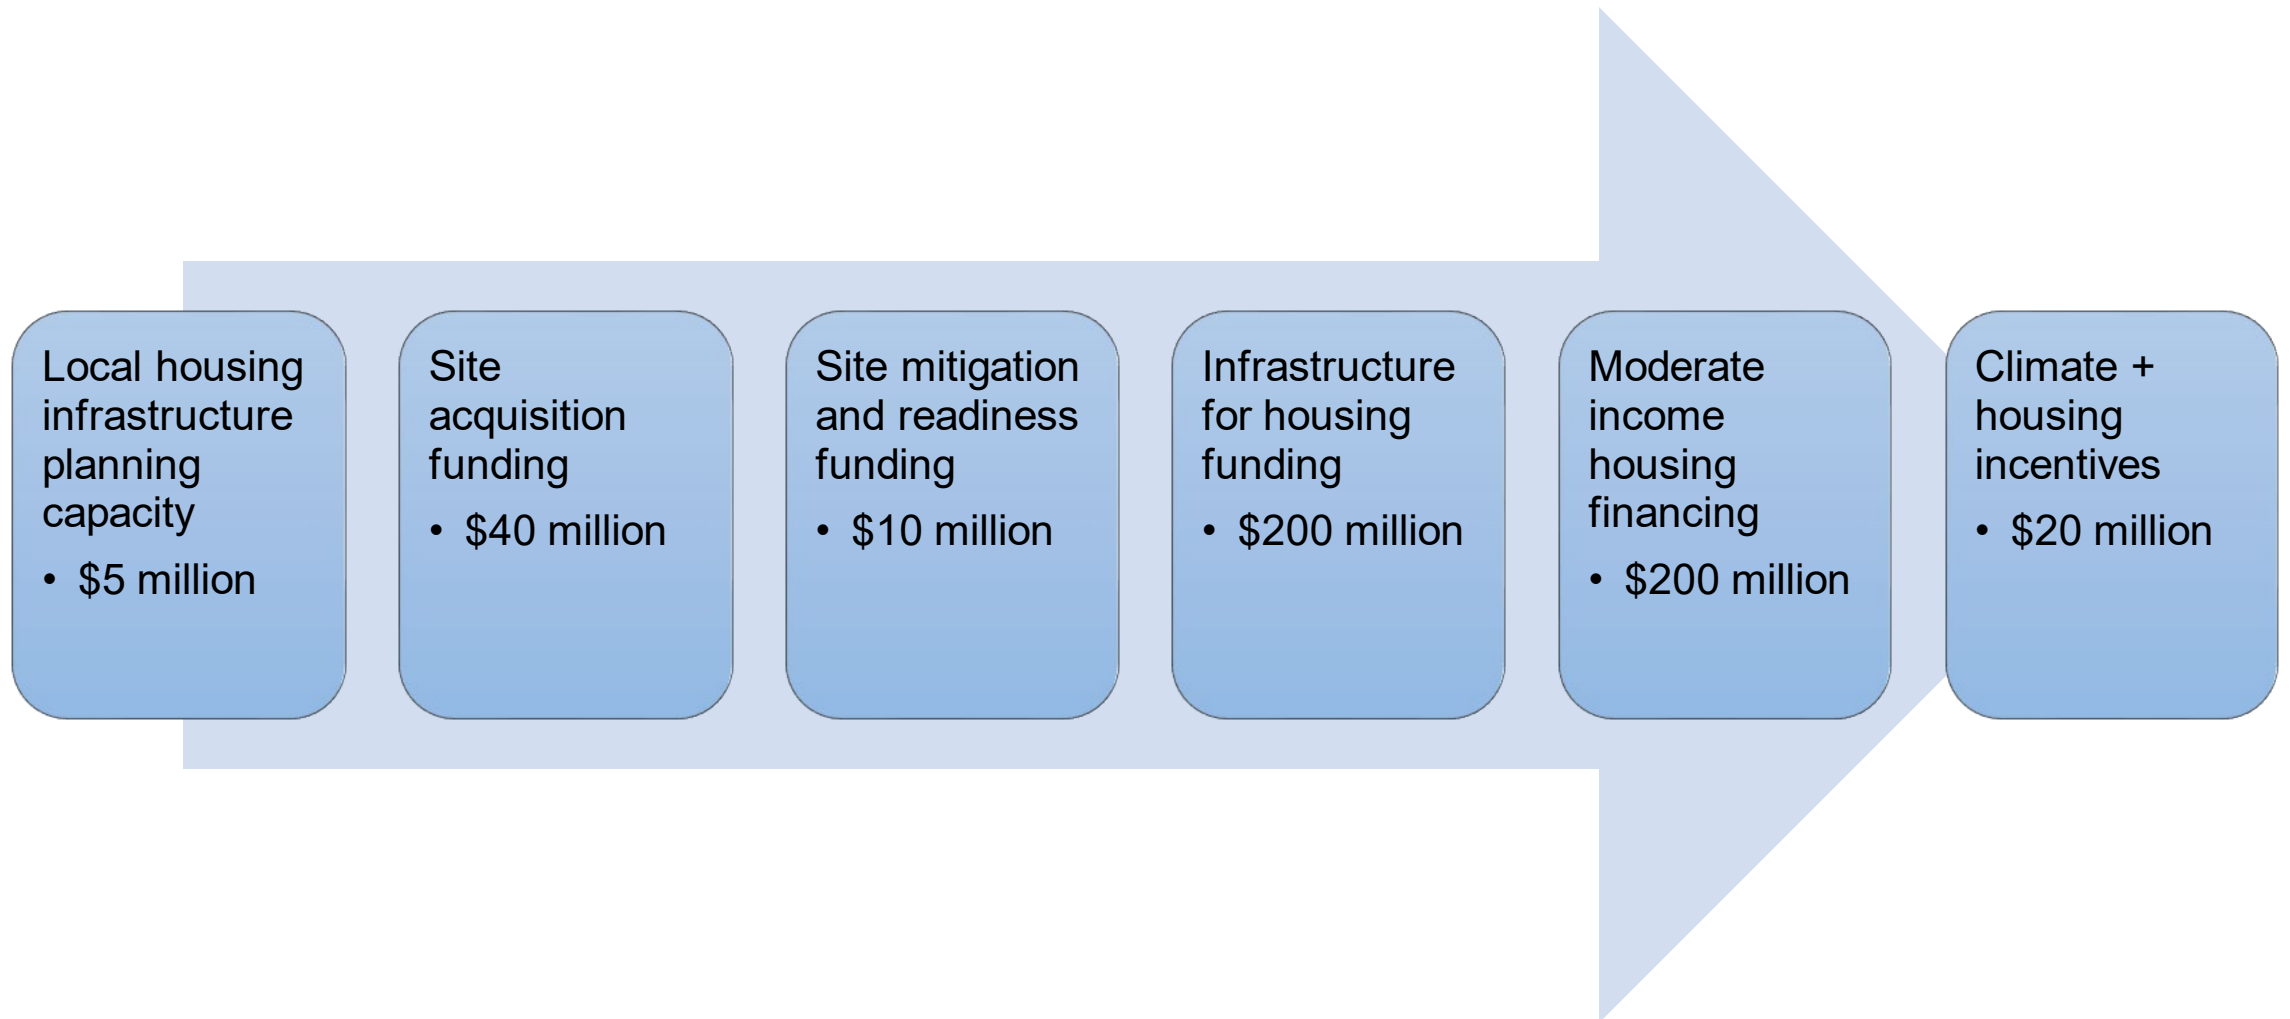 Local housing
infrastructure
planning
capacity
• $5 million
Site
acquisition
funding
• $40 million
Site mitigation
and readiness
funding
• $10 million
Infrastructure
for housing
funding
• $200 million
Moderate
income
housing
financing
• $200 million
Climate +
housing
incentives
• $20 million